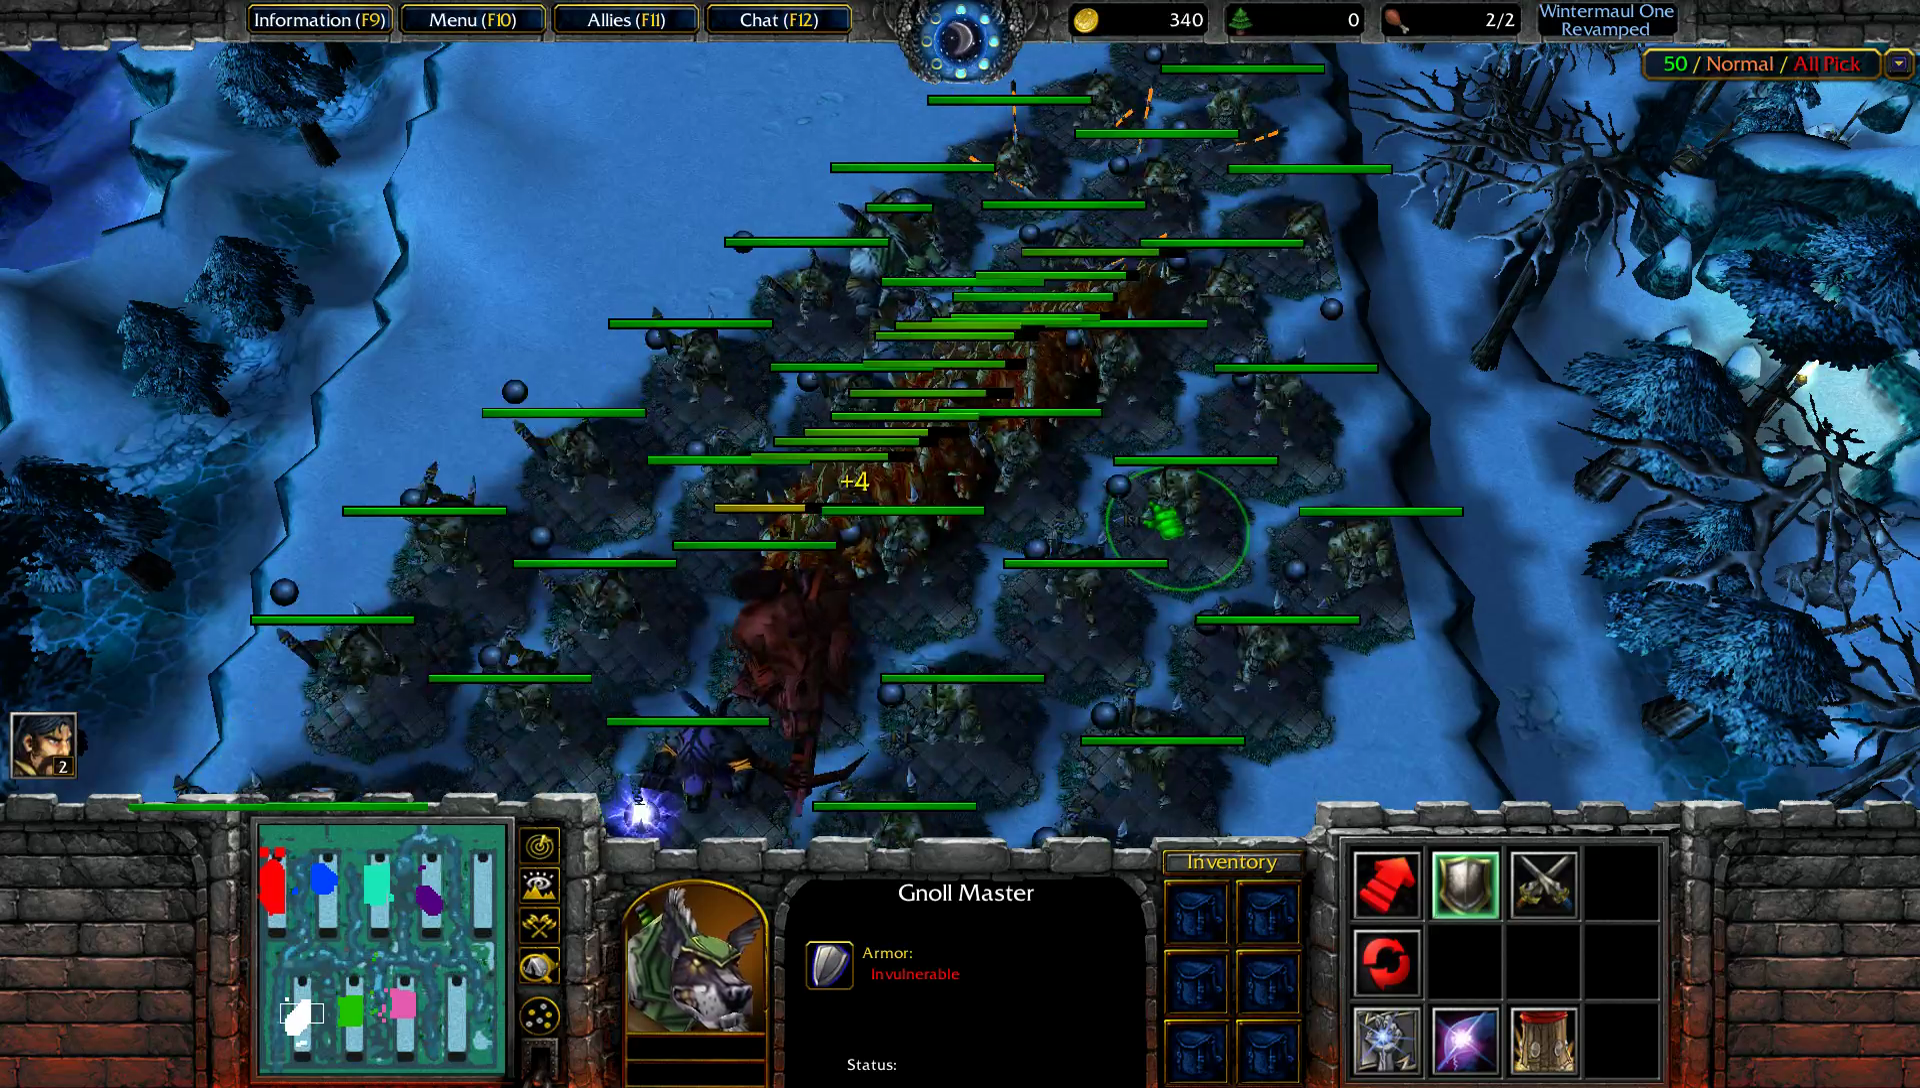 Information (F9)
Menu (F10)
Allies (F11)
Chat (F12)
340
0
2/2
Wintermaul One
Revamped
50 / Normal / All Pick
+4
2
Gnoll Master
Inventory
Armor:
Invulnerable
Status: